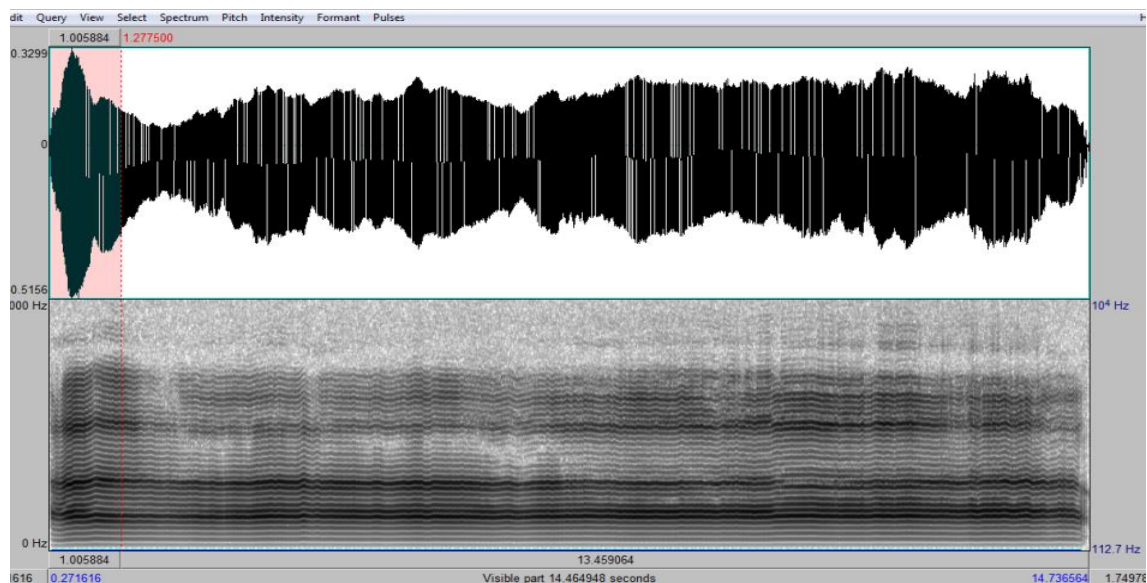 dit Query View Select Spectrum Pitch Intensity Formant Pulses H
1.005884 1.277500
0.3299
0
0.5156
000 Hz 10⁴ Hz
0 Hz 112.7 Hz
1.005884 13.459064
1616 0.271616 Visible part 14.464948 seconds 14.736564 1.74978